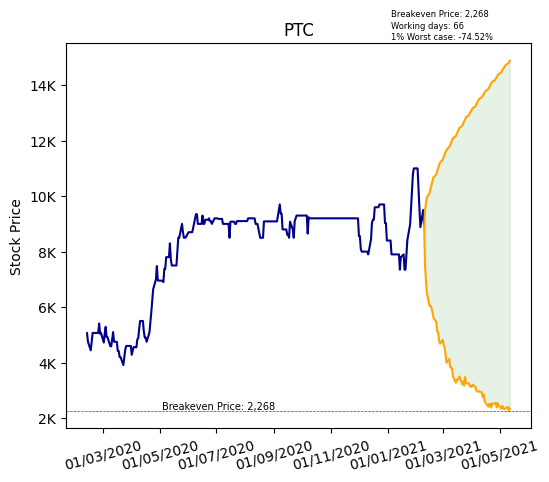 Breakeven Price: 2,268
Working days: 66
1% Worst case: -74.52%
PTC
Stock Price
14K
12K
10K
8K
6K
4K
2K
Breakeven Price: 2,268
01/03/2020
01/05/2020
01/07/2020
01/09/2020
01/11/2020
01/01/2021
01/03/2021
01/05/2021